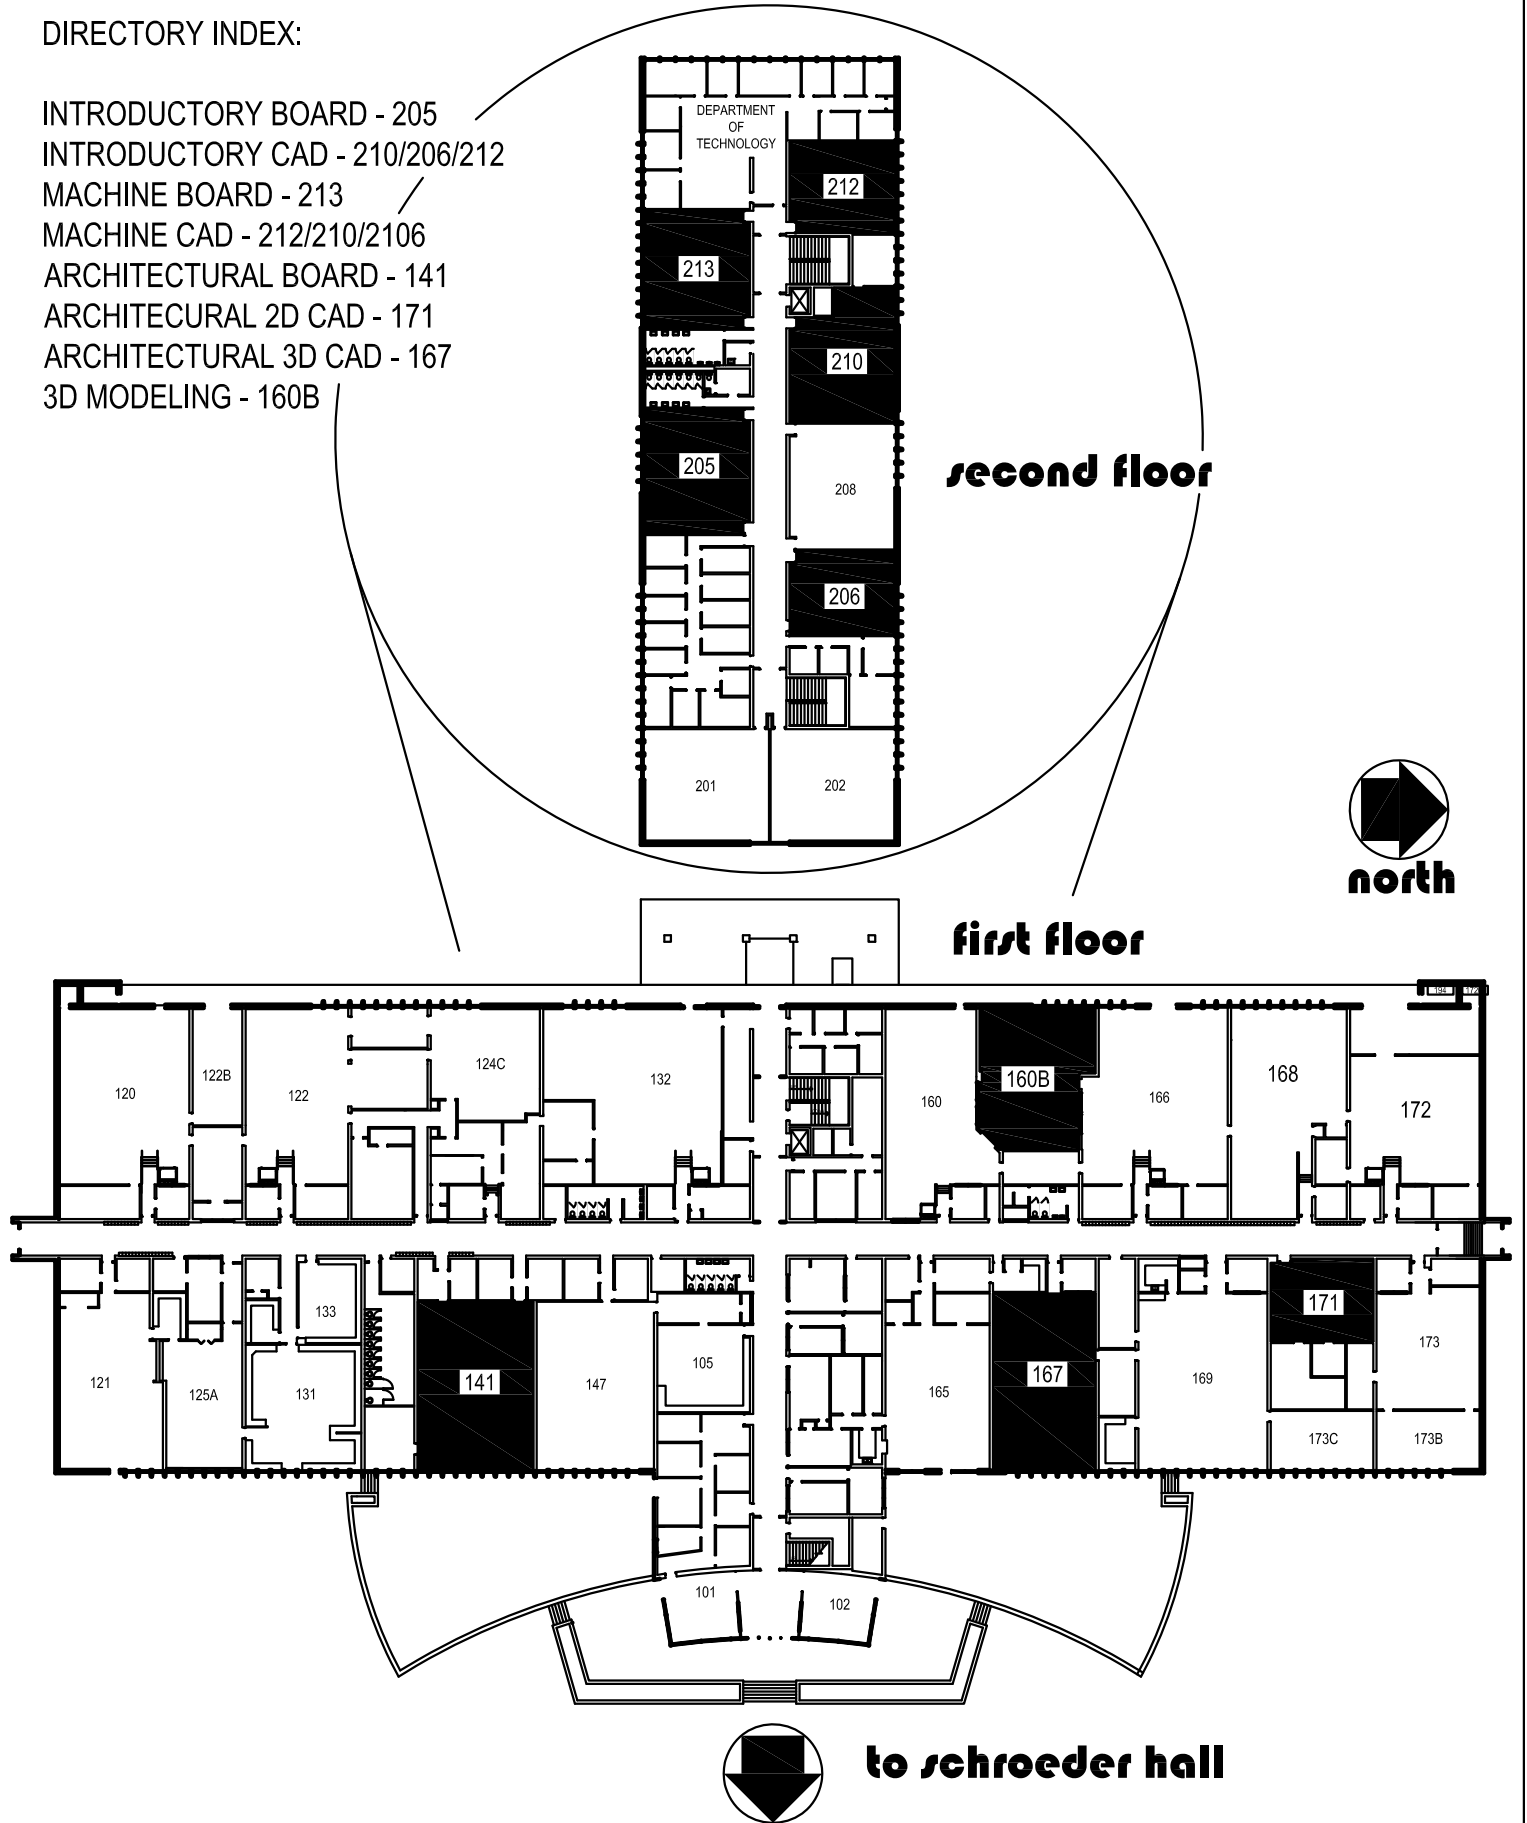 DIRECTORY INDEX:
INTRODUCTORY BOARD - 205
INTRODUCTORY CAD - 210/206/212
MACHINE BOARD - 213
MACHINE CAD - 212/210/2106
ARCHITECTURAL BOARD - 141
ARCHITECURAL 2D CAD - 171
ARCHITECTURAL 3D CAD - 167
3D MODELING - 160B
DEPARTMENT
OF
TECHNOLOGY
212
213
210
205
208
206
201
202
second floor
north
first floor
194
172
120
122B
122
124C
132
160
160B
166
168
172
121
125A
133
131
141
147
105
165
167
169
171
173
173C
173B
101
102
to schroeder hall